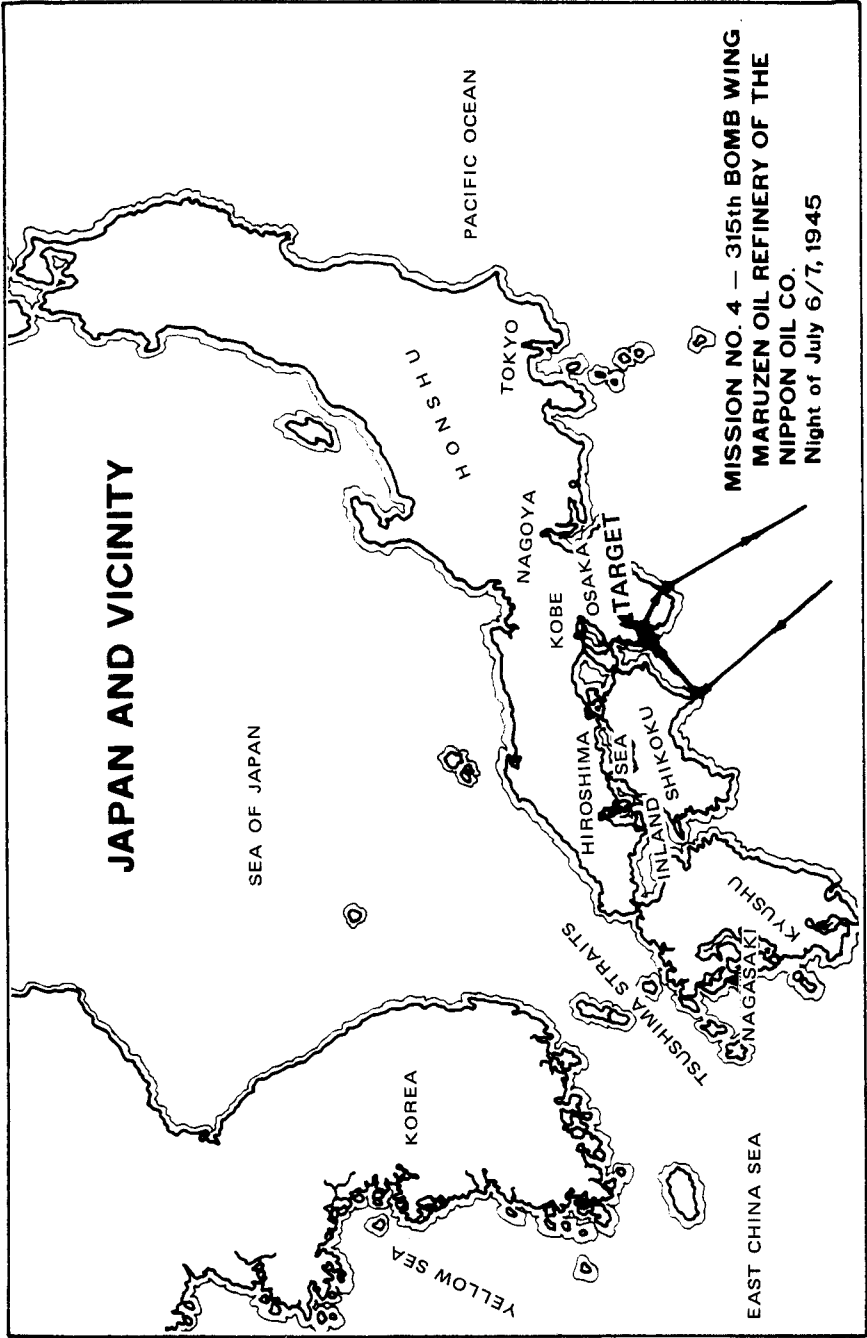 JAPAN AND VICINITY
SEA OF JAPAN
PACIFIC OCEAN
HONSHU
TOKYO
NAGOYA
KOBE
OSAKA
TARGET
HIROSHIMA
INLAND SEA
SHIKOKU
KYUSHU
NAGASAKI
TSUSHIMA STRAITS
KOREA
YELLOW SEA
EAST CHINA SEA
MISSION NO. 4 — 315th BOMB WING
MARUZEN OIL REFINERY OF THE
NIPPON OIL CO.
Night of July 6/7, 1945